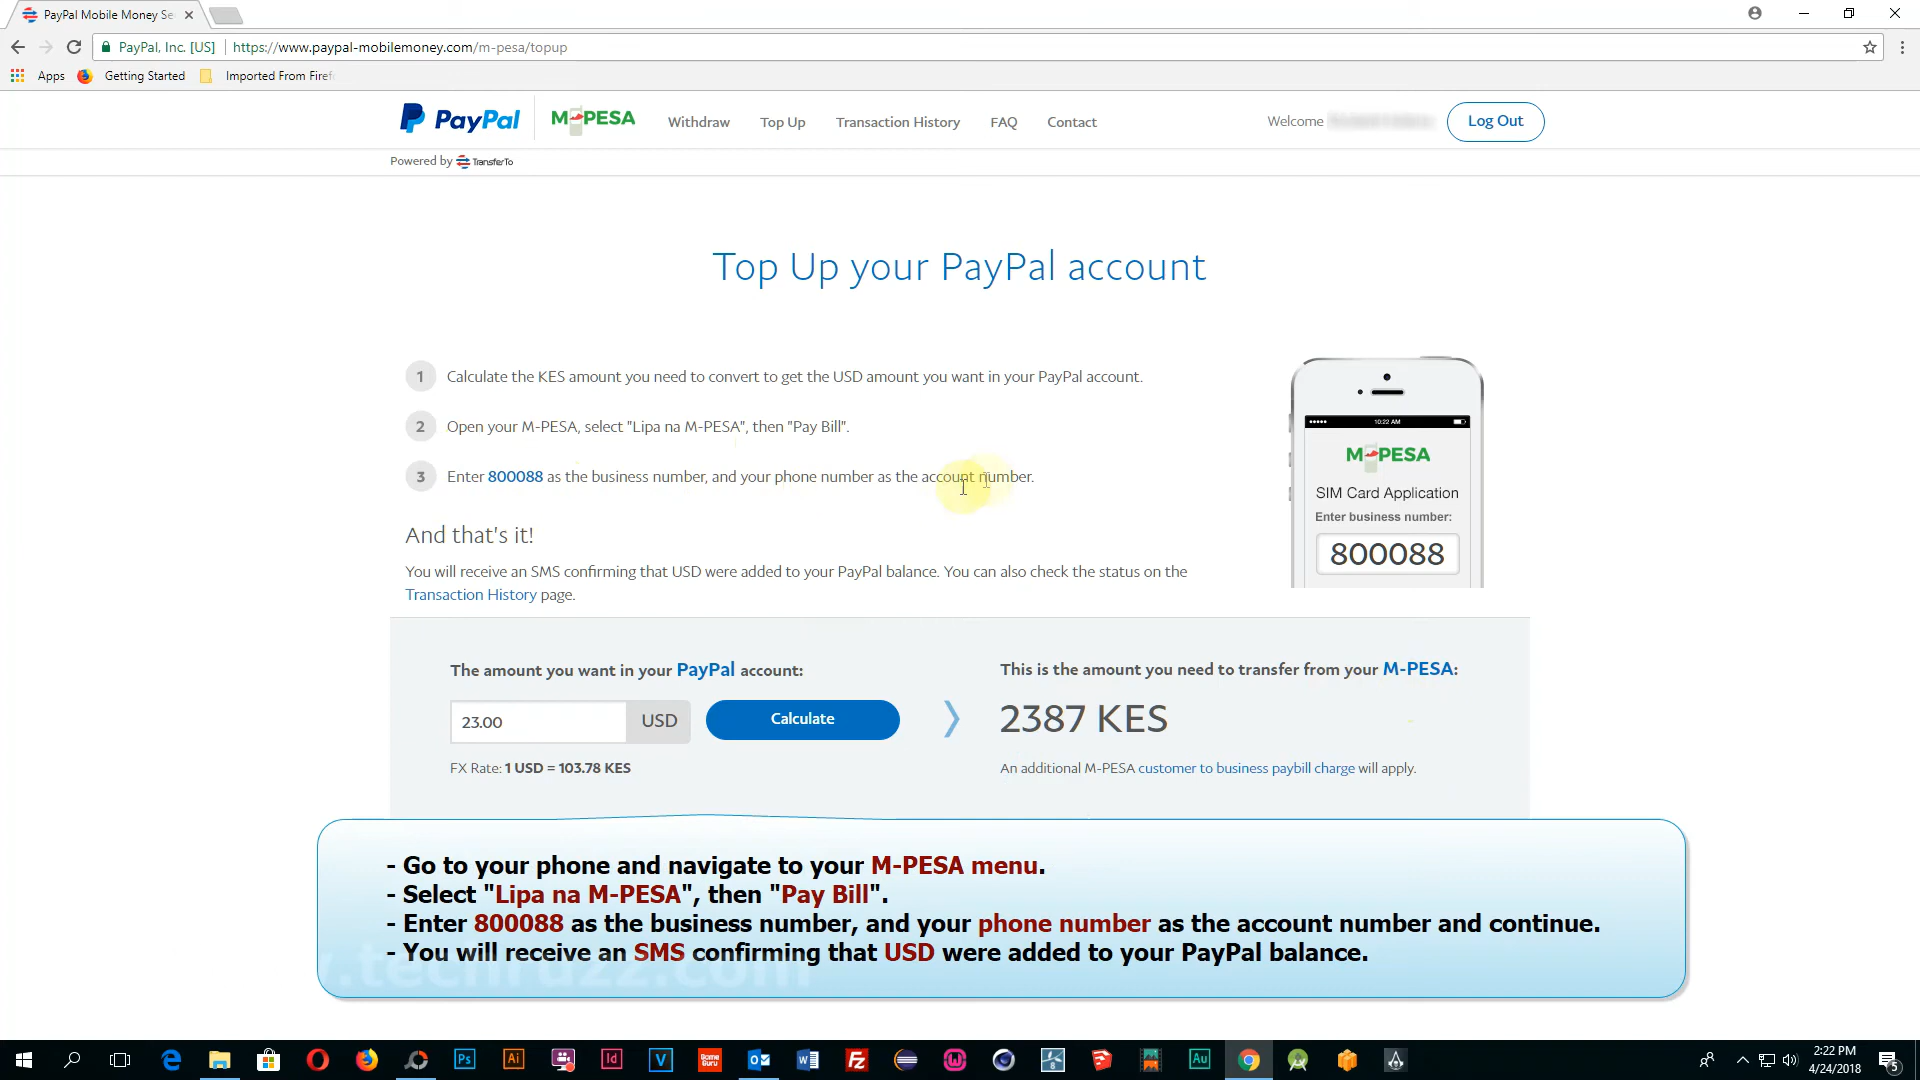 PayPal Mobile Money Se
PayPal, Inc. [US] https://www.paypal-mobilemoney.com/m-pesa/topup
Apps Getting Started Imported From Firef
PayPal M-PESA Withdraw Top Up Transaction History FAQ Contact Welcome Log Out
Powered by TransferTo
Top Up your PayPal account
1 Calculate the KES amount you need to convert to get the USD amount you want in your PayPal account.
2 Open your M-PESA, select "Lipa na M-PESA", then "Pay Bill".
3 Enter 800088 as the business number, and your phone number as the account number.
And that's it!
You will receive an SMS confirming that USD were added to your PayPal balance. You can also check the status on the
Transaction History page.
10:22 AM
M-PESA
SIM Card Application
Enter business number:
800088
The amount you want in your PayPal account:
23.00 USD Calculate
FX Rate: 1 USD = 103.78 KES
This is the amount you need to transfer from your M-PESA:
2387 KES
An additional M-PESA customer to business paybill charge will apply.
- Go to your phone and navigate to your M-PESA menu.
- Select "Lipa na M-PESA", then "Pay Bill".
- Enter 800088 as the business number, and your phone number as the account number and continue.
- You will receive an SMS confirming that USD were added to your PayPal balance.
Ps Ai Id V Au
2:22 PM
4/24/2018
5